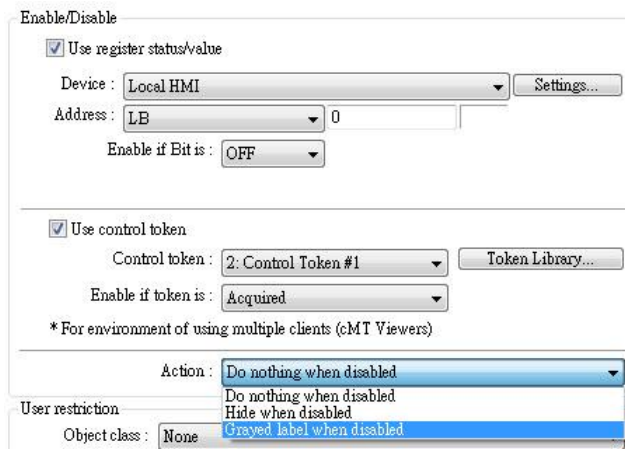 Enable/Disable
Use register status/value
Device : Local HMI Settings...
Address : LB 0
Enable if Bit is : OFF
Use control token
Control token : 2: Control Token #1 Token Library...
Enable if token is : Acquired
* For environment of using multiple clients (cMT Viewers)
Action : Do nothing when disabled
Do nothing when disabled
Hide when disabled
Grayed label when disabled
User restriction
Object class : None